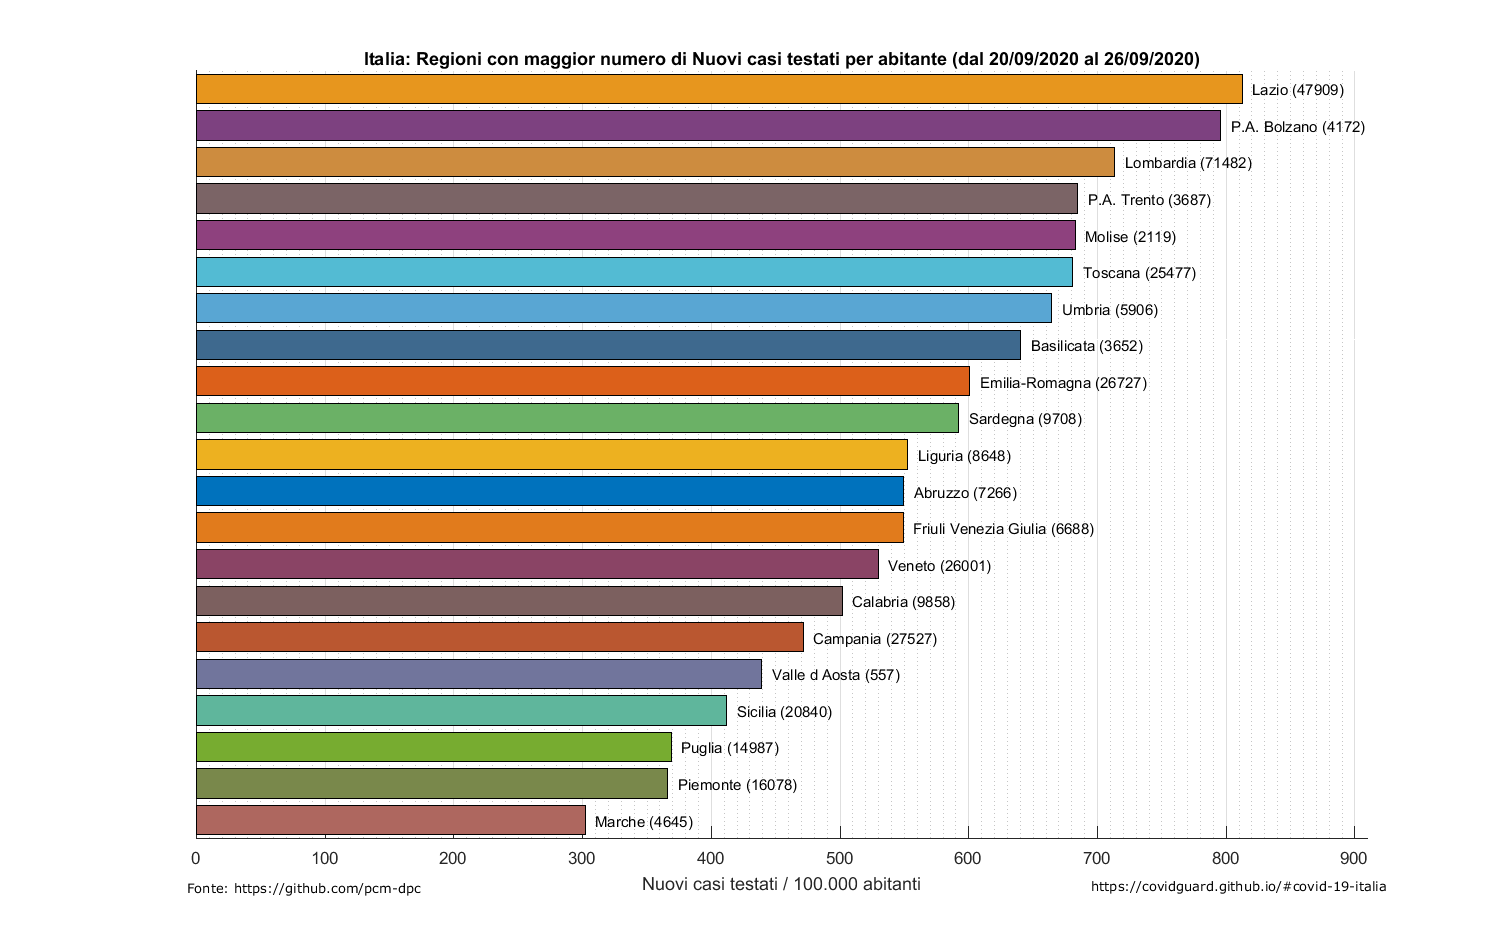 Italia: Regioni con maggior numero di Nuovi casi testati per abitante (dal 20/09/2020 al 26/09/2020)
Lazio (47909)
P.A. Bolzano (4172)
Lombardia (71482)
P.A. Trento (3687)
Molise (2119)
Toscana (25477)
Umbria (5906)
Basilicata (3652)
Emilia-Romagna (26727)
Sardegna (9708)
Liguria (8648)
Abruzzo (7266)
Friuli Venezia Giulia (6688)
Veneto (26001)
Calabria (9858)
Campania (27527)
Valle d Aosta (557)
Sicilia (20840)
Puglia (14987)
Piemonte (16078)
Marche (4645)
0 100 200 300 400 500 600 700 800 900
Nuovi casi testati / 100.000 abitanti
Fonte: https://github.com/pcm-dpc
https://covidguard.github.io/#covid-19-italia